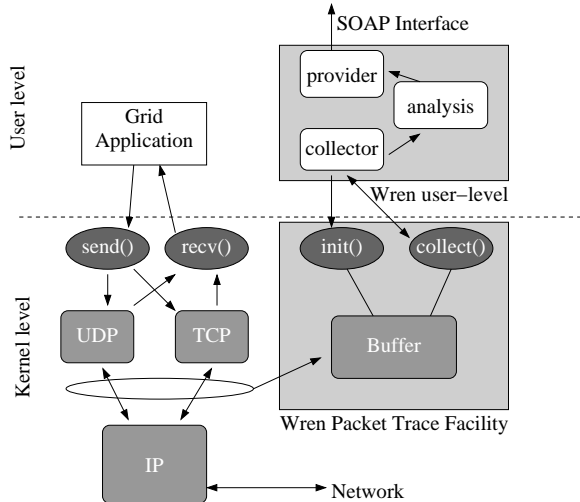 SOAP Interface
User level
provider
analysis
Grid
Application
collector
Wren user-level
send()
recv()
init()
collect()
Kernel level
UDP
TCP
Buffer
Wren Packet Trace Facility
IP
Network